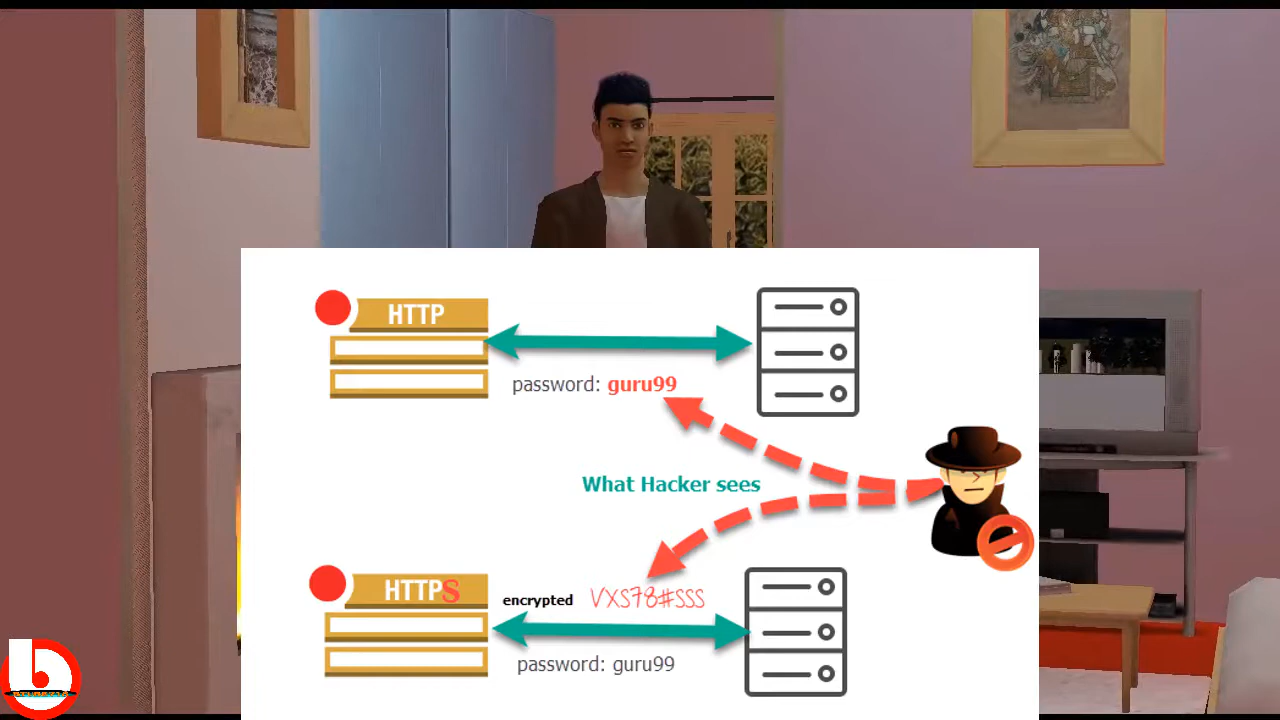 HTTP
password: guru99
What Hacker sees
HTTPS
encrypted VXS78#SSS
password: guru99
b